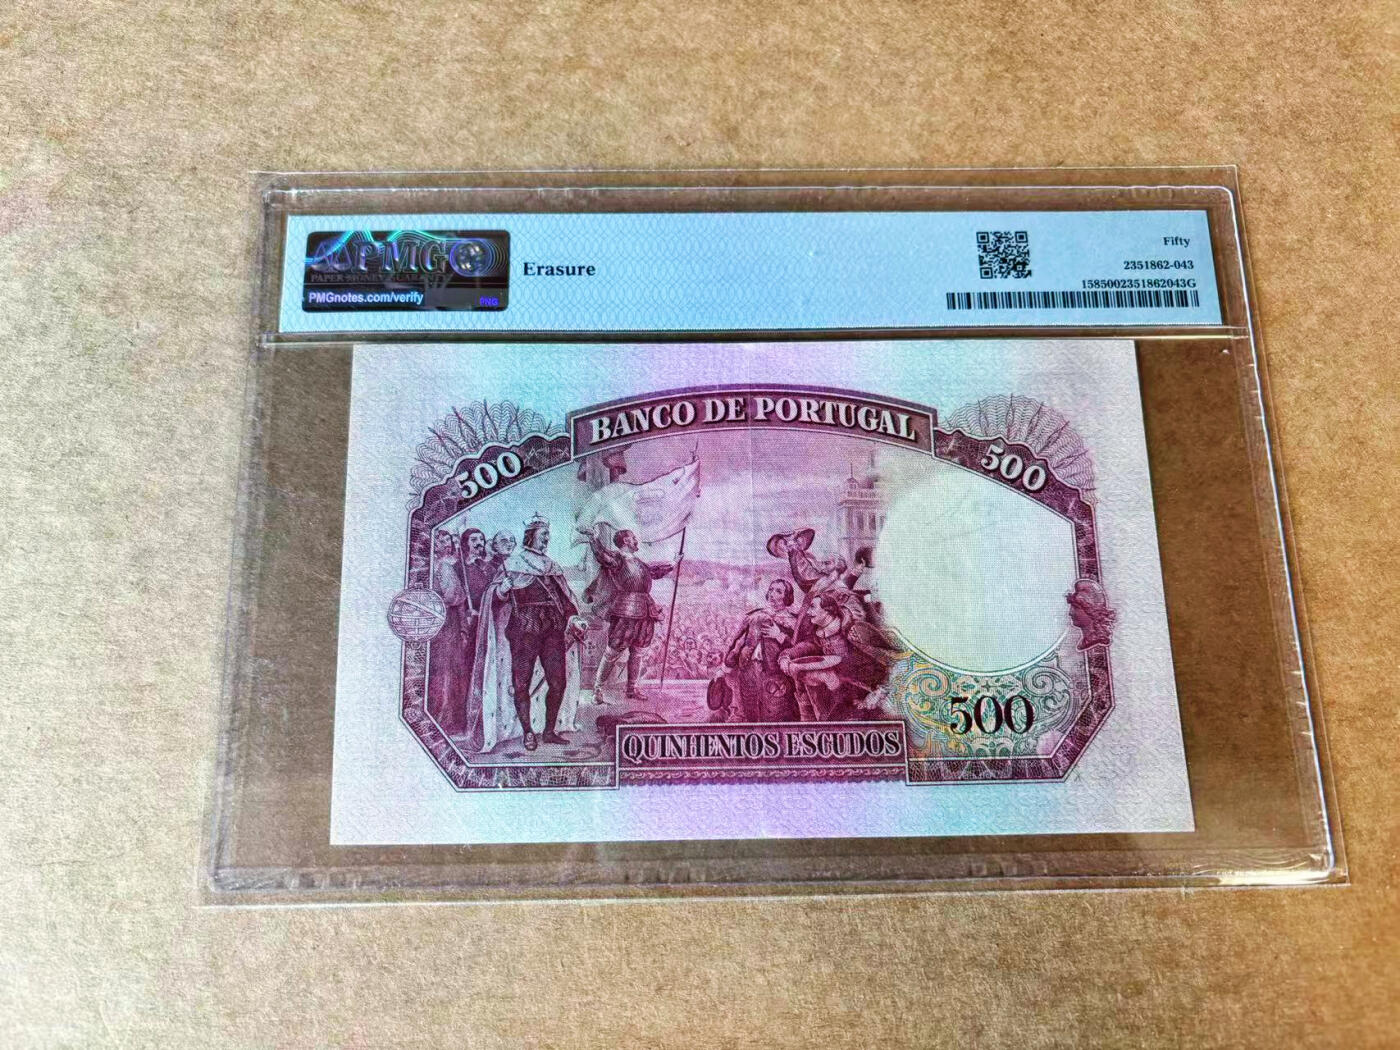 PMG
PAPER MONEY GUARANTY
PMGnotes.com/verify
PNG
Erasure
Fifty
2351862-043
1585002351862043G
BANCO DE PORTUGAL
500
500
500
QUINHENTOS ESCUDOS